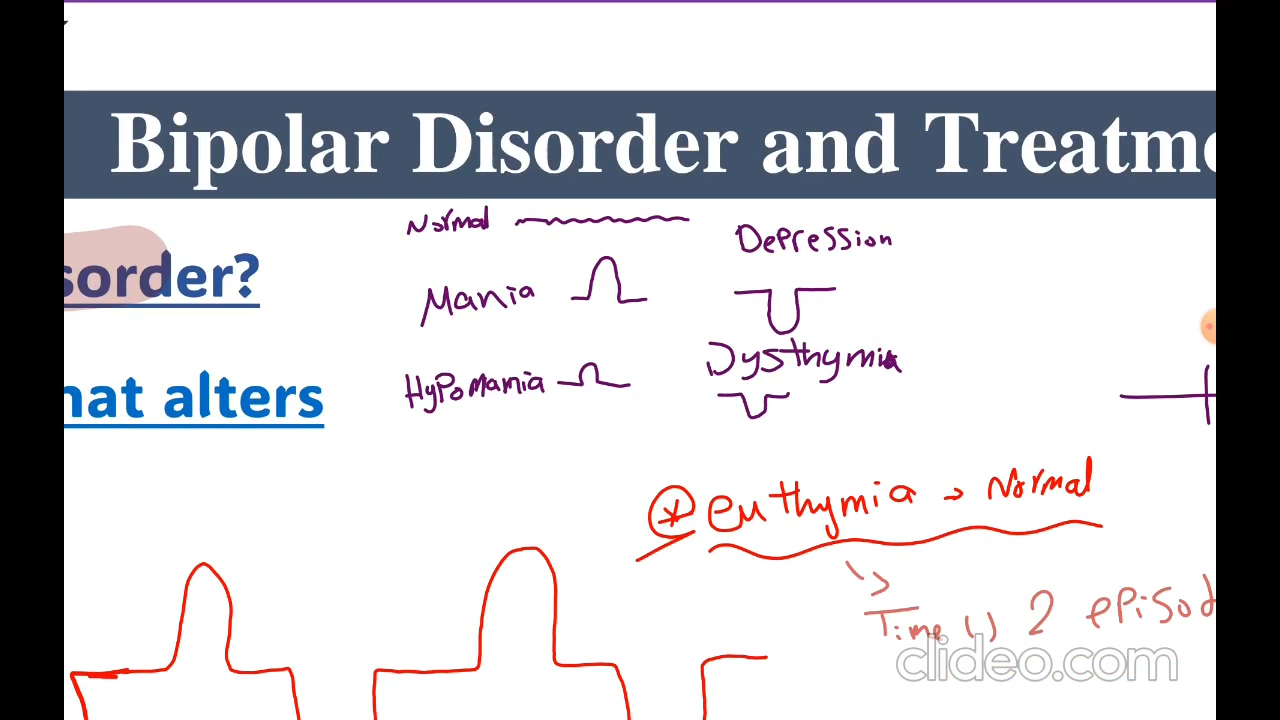 Bipolar Disorder and Treatm
Normal
Depression
sorder?
Mania
Dysthymia
HypoMania
hat alters
euthymia → Normal
Time 2 episod
clideo.com